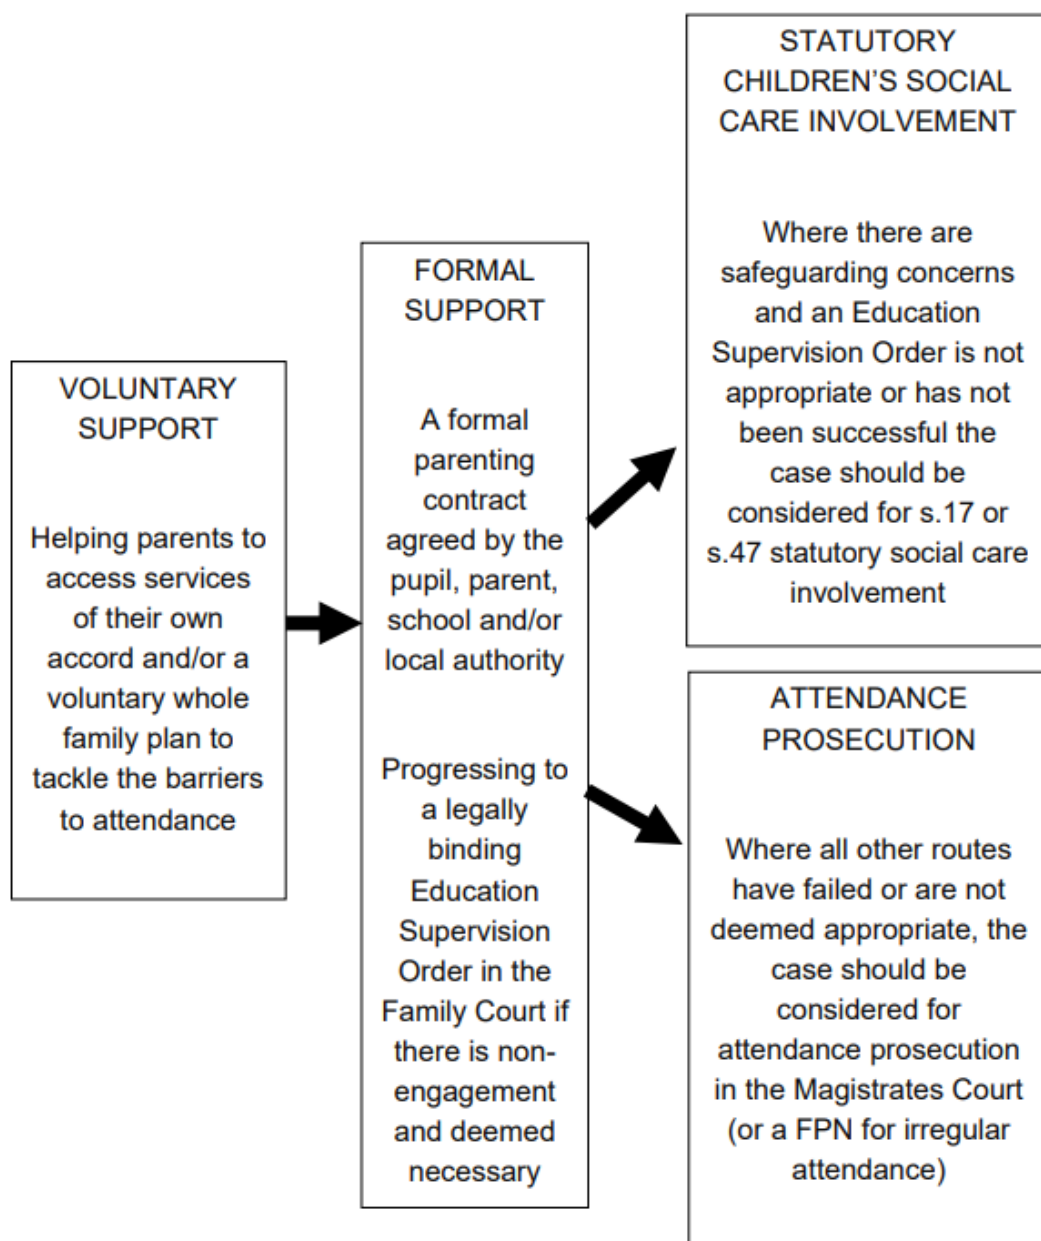 VOLUNTARY
SUPPORT
Helping parents to
access services
of their own
accord and/or a
voluntary whole
family plan to
tackle the barriers
to attendance
FORMAL
SUPPORT
A formal
parenting
contract
agreed by the
pupil, parent,
school and/or
local authority
Progressing to
a legally
binding
Education
Supervision
Order in the
Family Court if
there is non-
engagement
and deemed
necessary
STATUTORY
CHILDREN’S SOCIAL
CARE INVOLVEMENT
Where there are
safeguarding concerns
and an Education
Supervision Order is not
appropriate or has not
been successful the
case should be
considered for s.17 or
s.47 statutory social care
involvement
ATTENDANCE
PROSECUTION
Where all other routes
have failed or are not
deemed appropriate, the
case should be
considered for
attendance prosecution
in the Magistrates Court
(or a FPN for irregular
attendance)